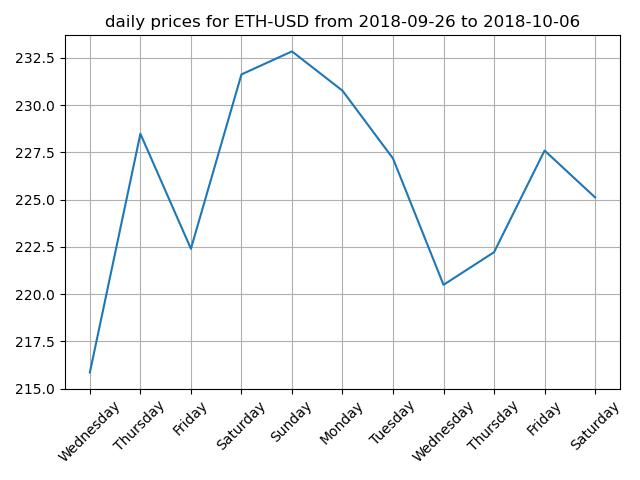 daily prices for ETH-USD from 2018-09-26 to 2018-10-06
232.5
230.0
227.5
225.0
222.5
220.0
217.5
215.0
Wednesday
Thursday
Friday
Saturday
Sunday
Monday
Tuesday
Wednesday
Thursday
Friday
Saturday